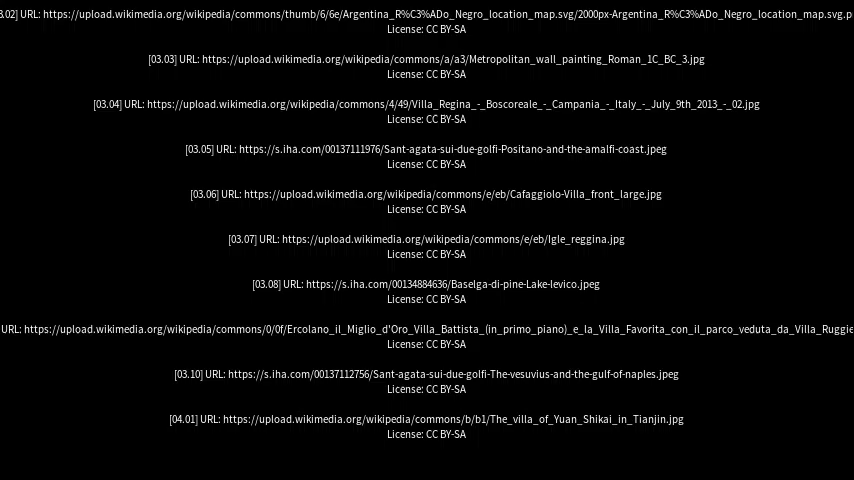 3.02] URL: https://upload.wikimedia.org/wikipedia/commons/thumb/6/6e/Argentina_R%C3%ADo_Negro_location_map.svg/2000px-Argentina_R%C3%ADo_Negro_location_map.svg.p
License: CC BY-SA
[03.03] URL: https://upload.wikimedia.org/wikipedia/commons/a/a3/Metropolitan_wall_painting_Roman_1C_BC_3.jpg
License: CC BY-SA
[03.04] URL: https://upload.wikimedia.org/wikipedia/commons/4/49/Villa_Regina_-_Boscoreale_-_Campania_-_Italy_-_July_9th_2013_-_02.jpg
License: CC BY-SA
[03.05] URL: https://s.iha.com/00137111976/Sant-agata-sui-due-golfi-Positano-and-the-amalfi-coast.jpeg
License: CC BY-SA
[03.06] URL: https://upload.wikimedia.org/wikipedia/commons/e/eb/Cafaggiolo-Villa_front_large.jpg
License: CC BY-SA
[03.07] URL: https://upload.wikimedia.org/wikipedia/commons/e/eb/Igle_reggina.jpg
License: CC BY-SA
[03.08] URL: https://s.iha.com/00134884636/Baselga-di-pine-Lake-levico.jpeg
License: CC BY-SA
URL: https://upload.wikimedia.org/wikipedia/commons/0/0f/Ercolano_il_Miglio_d'Oro_Villa_Battista_(in_primo_piano)_e_la_Villa_Favorita_con_il_parco_veduta_da_Villa_Ruggie
License: CC BY-SA
[03.10] URL: https://s.iha.com/00137112756/Sant-agata-sui-due-golfi-The-vesuvius-and-the-gulf-of-naples.jpeg
License: CC BY-SA
[04.01] URL: https://upload.wikimedia.org/wikipedia/commons/b/b1/The_villa_of_Yuan_Shikai_in_Tianjin.jpg
License: CC BY-SA